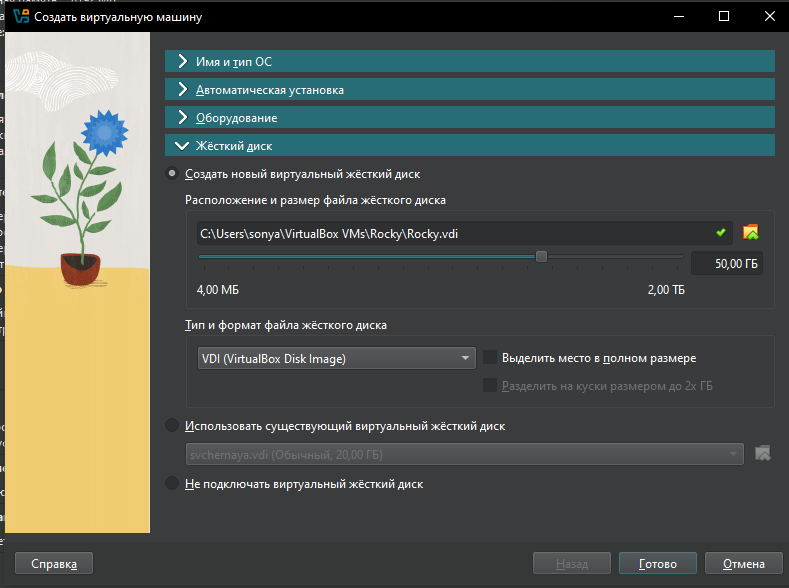 Создать виртуальную машину
Имя и тип ОС
Автоматическая установка
Оборудование
Жёсткий диск
Создать новый виртуальный жёсткий диск
Расположение и размер файла жёсткого диска
C:\Users\sonya\VirtualBox VMs\Rocky\Rocky.vdi
50,00 ГБ
4,00 МБ
2,00 ТБ
Тип и формат файла жёсткого диска
VDI (VirtualBox Disk Image)
Выделить место в полном размере
Разделить на куски размером до 2х ГБ
Использовать существующий виртуальный жёсткий диск
svchernaya.vdi (Обычный, 20,00 ГБ)
Не подключать виртуальный жёсткий диск
Справка
Назад
Готово
Отмена